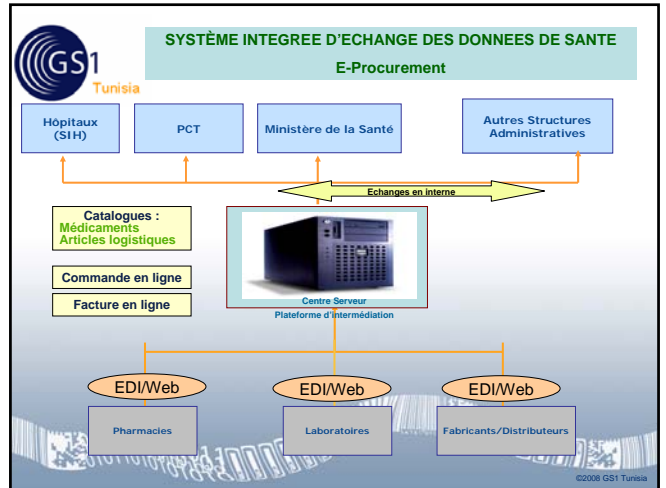 GS1
Tunisia
SYSTÈME INTEGREE D'ECHANGE DES DONNEES DE SANTE
E-Procurement
Hôpitaux
(SIH)
PCT
Ministère de la Santé
Autres Structures
Administratives
Echanges en interne
Catalogues :
Médicaments
Articles logistiques
Commande en ligne
Facture en ligne
Centre Serveur
Plateforme d'intermédiation
EDI/Web
EDI/Web
EDI/Web
Pharmacies
Laboratoires
Fabricants/Distributeurs
©2008 GS1 Tunisia